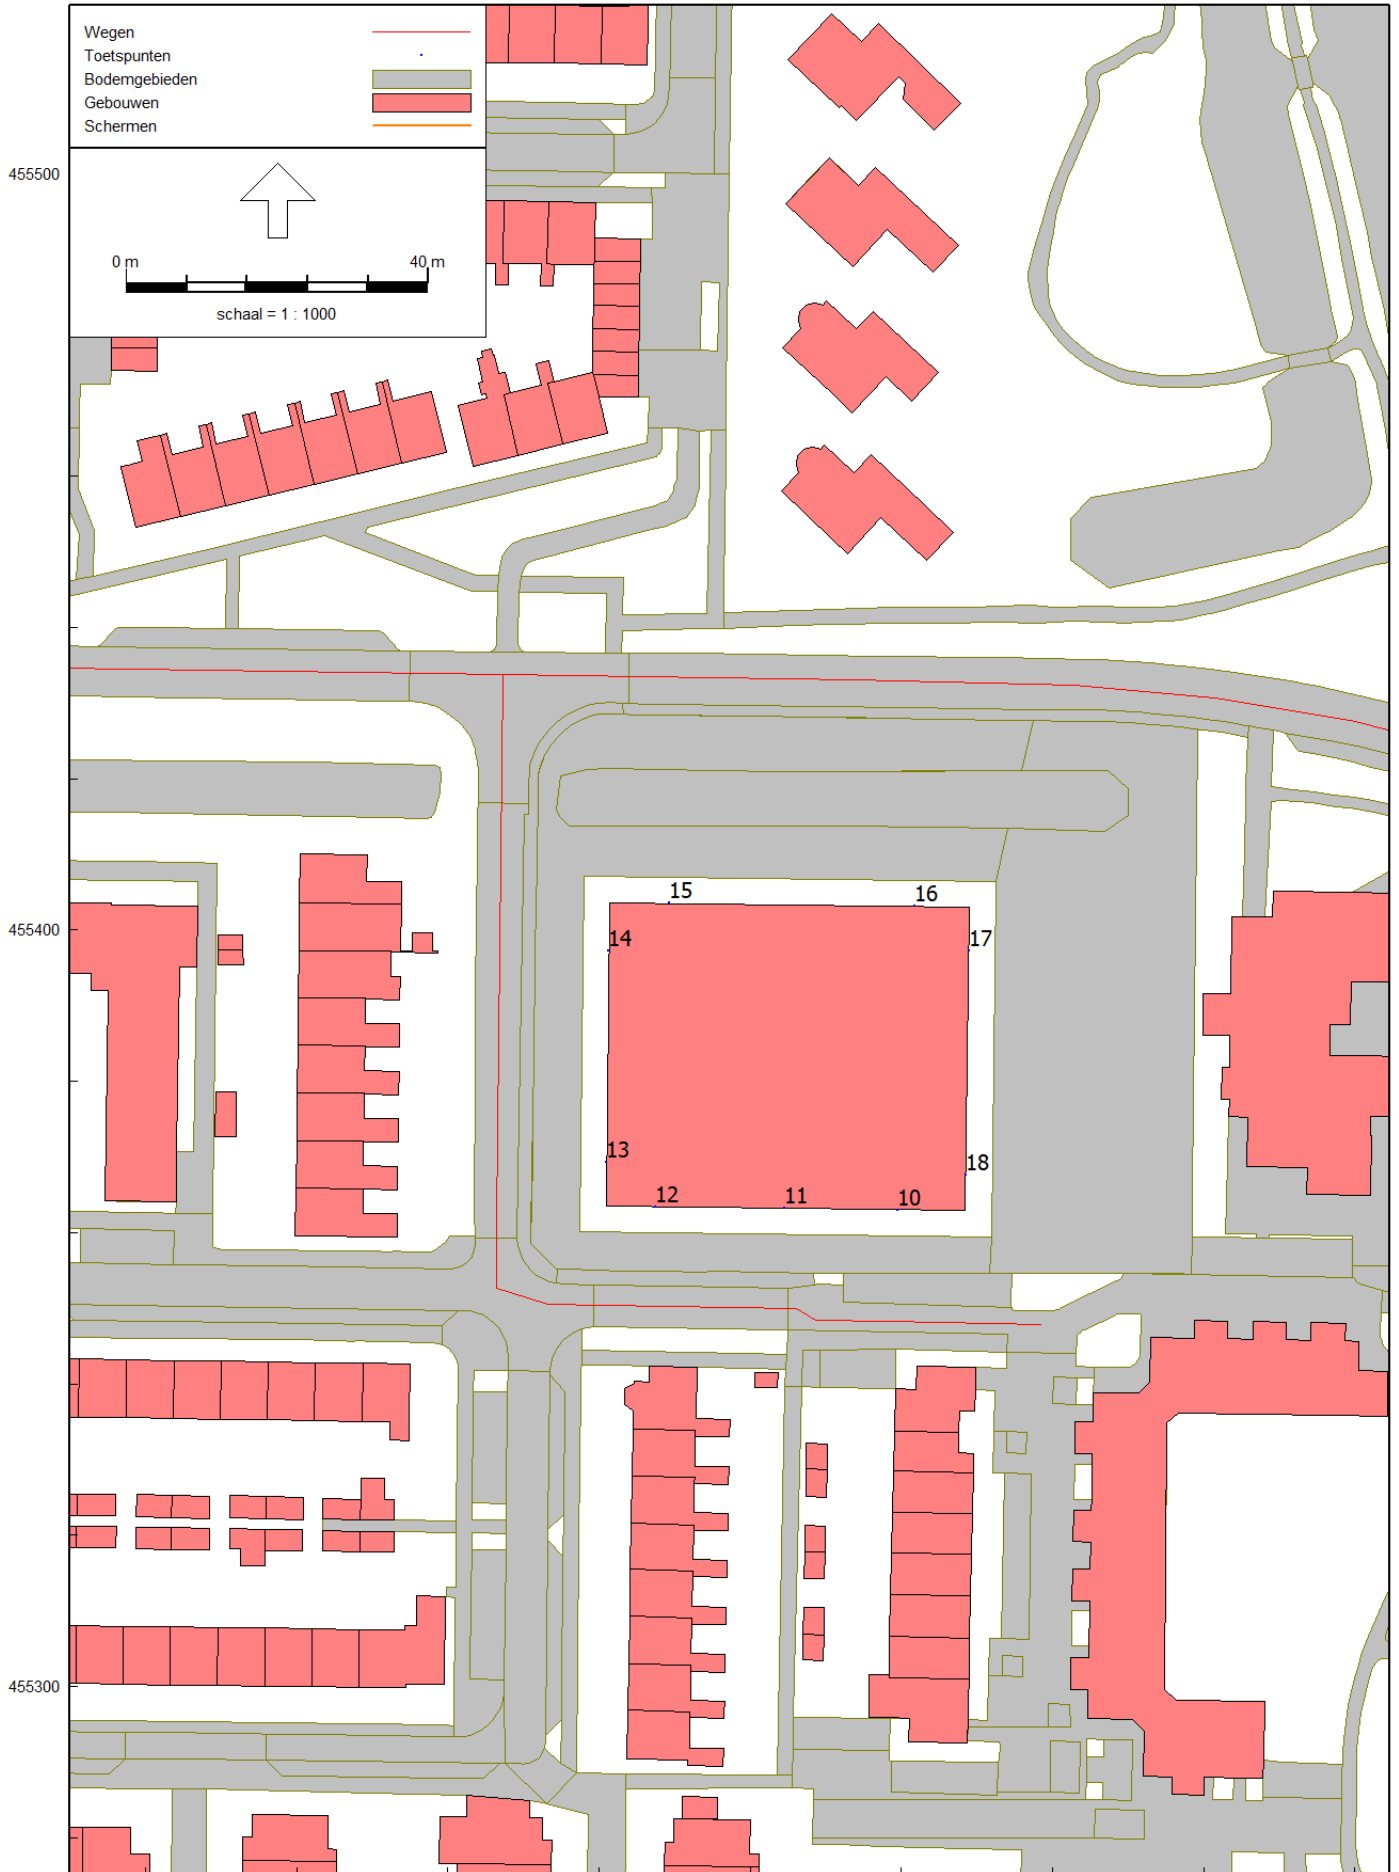 Wegen
Toetspunten
Bodemgebieden
Gebouwen
Schermen
455500
0 m 40 m
schaal = 1 : 1000
15 16
455400
14 17
13
18
12 11 10
455300